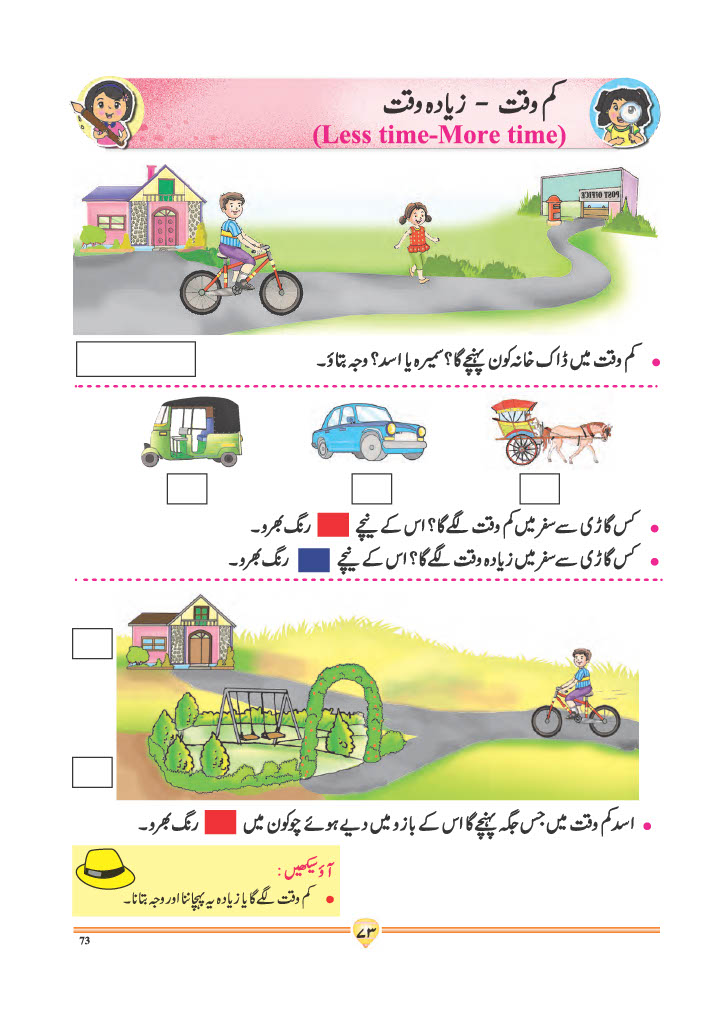 کم وقت - زیادہ وقت
(Less time-More time)
POST OFFICE
کم وقت میں ڈاک خانہ کون پہنچے گا؟ سمیرہ یا اسد؟ وجہ بتاؤ۔
کس گاڑی سے سفر میں کم وقت لگے گا؟ اس کے نیچے رنگ بھرو۔
کس گاڑی سے سفر میں زیادہ وقت لگے گا؟ اس کے نیچے رنگ بھرو۔
اسد کم وقت میں جس جگہ پہنچے گا اس کے بازو میں دیے ہوئے چوکون میں رنگ بھرو۔
آؤ سیکھیں :
کم وقت لگے گا یا زیادہ یہ پہچاننا اور وجہ بتانا۔
۷۳
73